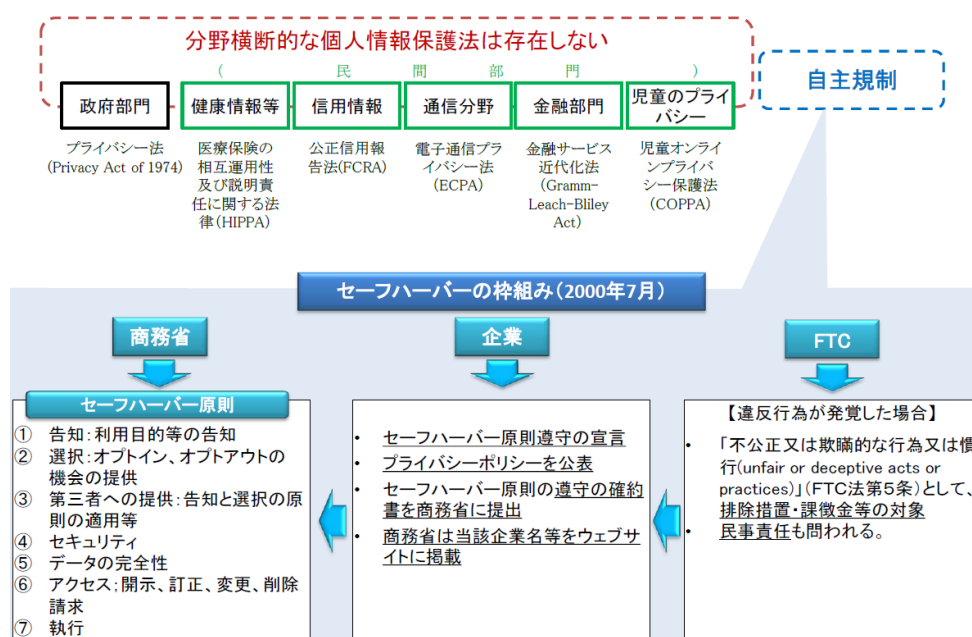 分野横断的な個人情報保護法は存在しない
（　民　間　部　門　）
自主規制
政府部門
健康情報等
信用情報
通信分野
金融部門
児童のプライ
バシー
プライバシー法
(Privacy Act of 1974)
医療保険の
相互運用性
及び説明責
任に関する法
律(HIPPA)
公正信用報
告法(FCRA)
電子通信プラ
イバシー法
(ECPA)
金融サービス
近代化法
(Gramm-
Leach-Bliley
Act)
児童オンライ
ンプライバ
シー保護法
(COPPA)
セーフハーバーの枠組み（2000年7月）
商務省
セーフハーバー原則
① 告知：利用目的等の告知
② 選択：オプトイン、オプトアウトの
機会の提供
③ 第三者への提供：告知と選択の原
則の適用等
④ セキュリティ
⑤ データの完全性
⑥ アクセス；開示、訂正、変更、削除
請求
⑦ 執行
企業
• セーフハーバー原則遵守の宣言
• プライバシーポリシーを公表
• セーフハーバー原則の遵守の確約
書を商務省に提出
• 商務省は当該企業名等をウェブサ
イトに掲載
FTC
【違反行為が発覚した場合】
• 「不公正又は欺瞞的な行為又は慣
行(unfair or deceptive acts or
practices)」(FTC法第5条)として、
排除措置・課徴金等の対象
• 民事責任も問われる。